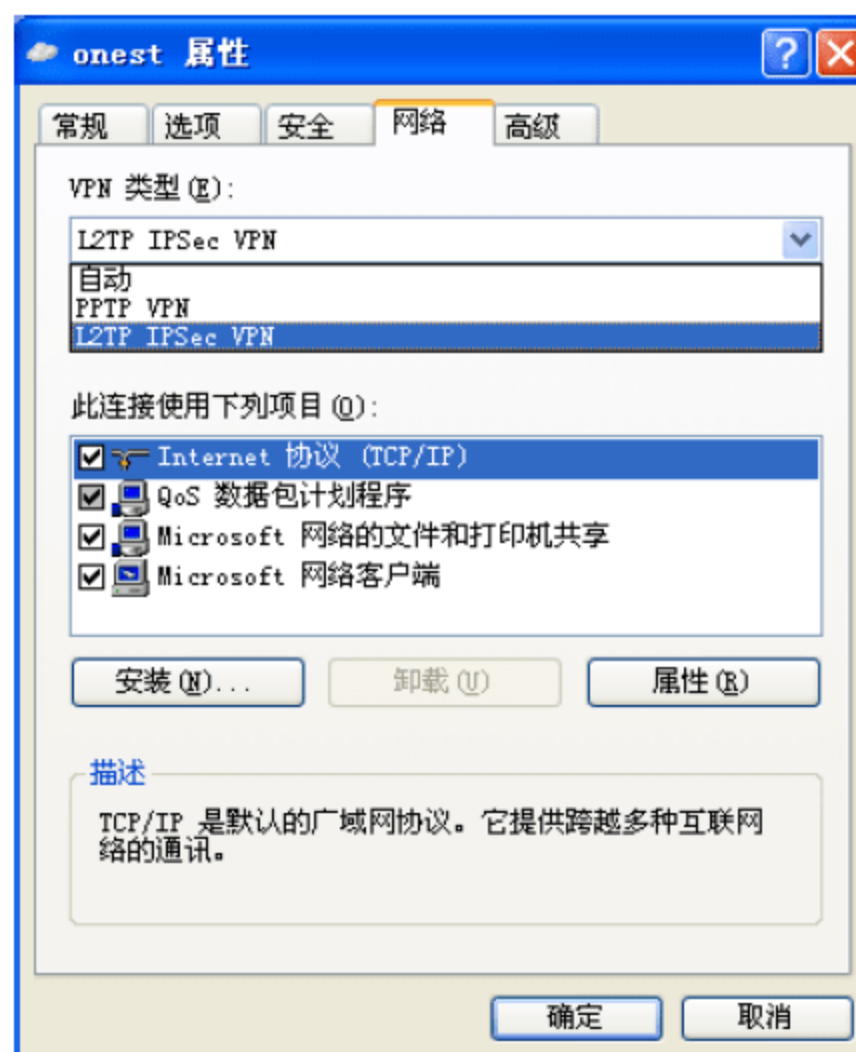 onest 属性
常规 选项 安全 网络 高级
VPN 类型(E):
L2TP IPSec VPN
自动
PPTP VPN
L2TP IPSec VPN
此连接使用下列项目(O):
Internet 协议 (TCP/IP)
QoS 数据包计划程序
Microsoft 网络的文件和打印机共享
Microsoft 网络客户端
安装(N)... 卸载(U) 属性(R)
描述
TCP/IP 是默认的广域网协议。它提供跨越多种互联网
络的通讯。
确定 取消